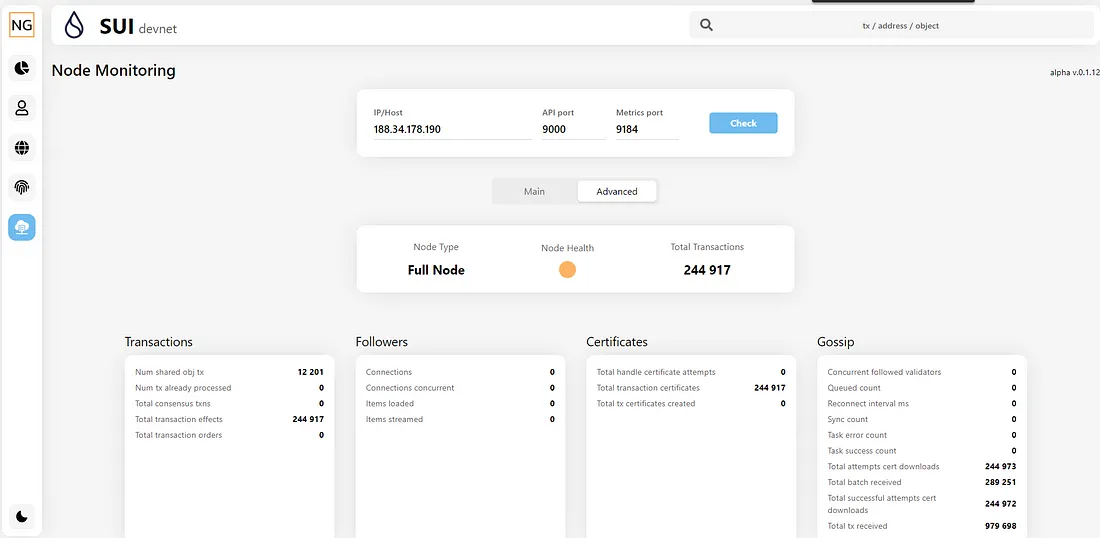 NG
SUI devnet
tx / address / object
Node Monitoring
alpha v.0.1.12
IP/Host
API port
Metrics port
188.34.178.190
9000
9184
Check
Main
Advanced
Node Type
Node Health
Total Transactions
Full Node
244 917
Transactions
Num shared obj tx 12 201
Num tx already processed 0
Total consensus txns 0
Total transaction effects 244 917
Total transaction orders 0
Followers
Connections 0
Connections concurrent 0
Items loaded 0
Items streamed 0
Certificates
Total handle certificate attempts 0
Total transaction certificates 244 917
Total tx certificates created 0
Gossip
Concurrent followed validators 0
Queued count 0
Reconnect interval ms 0
Sync count 0
Task error count 0
Task success count 0
Total attempts cert downloads 244 973
Total batch received 289 251
Total successful attempts cert
downloads 244 972
Total tx received 979 698